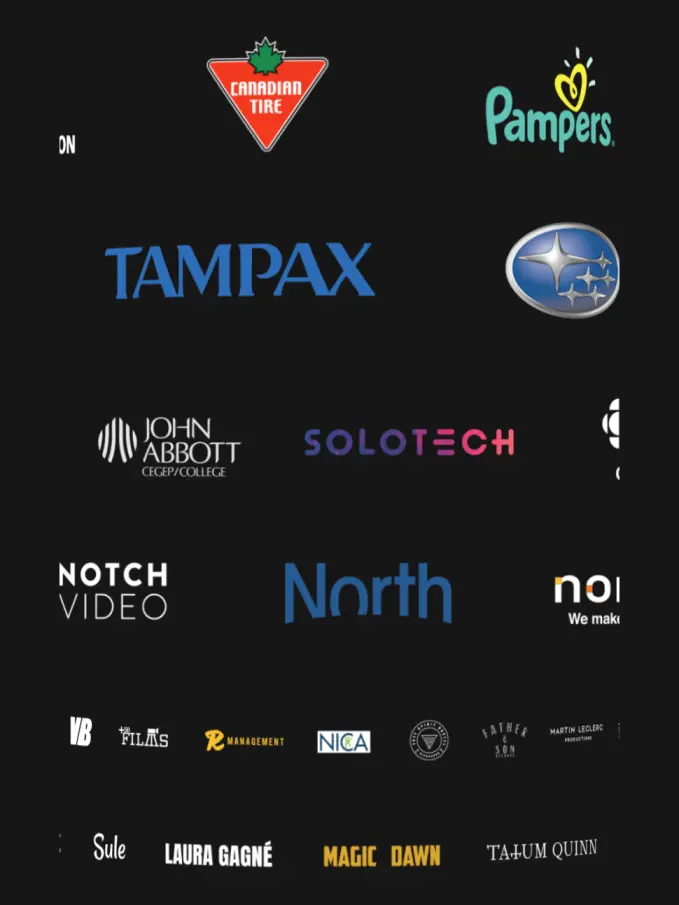 CANADIAN
TIRE
Pampers
ON
TAMPAX
JOHN
ABBOTT
CEGEP/COLLEGE
SOLOTECH
NOTCH
VIDEO
North
We make
VB
FILMS
R MANAGEMENT
NICA
FATHER
&
SON
RECORDS
MARTIN LECLERC
PRODUCTIONS
Sule
LAURA GAGNÉ
MAGIC DAWN
TATUM QUINN